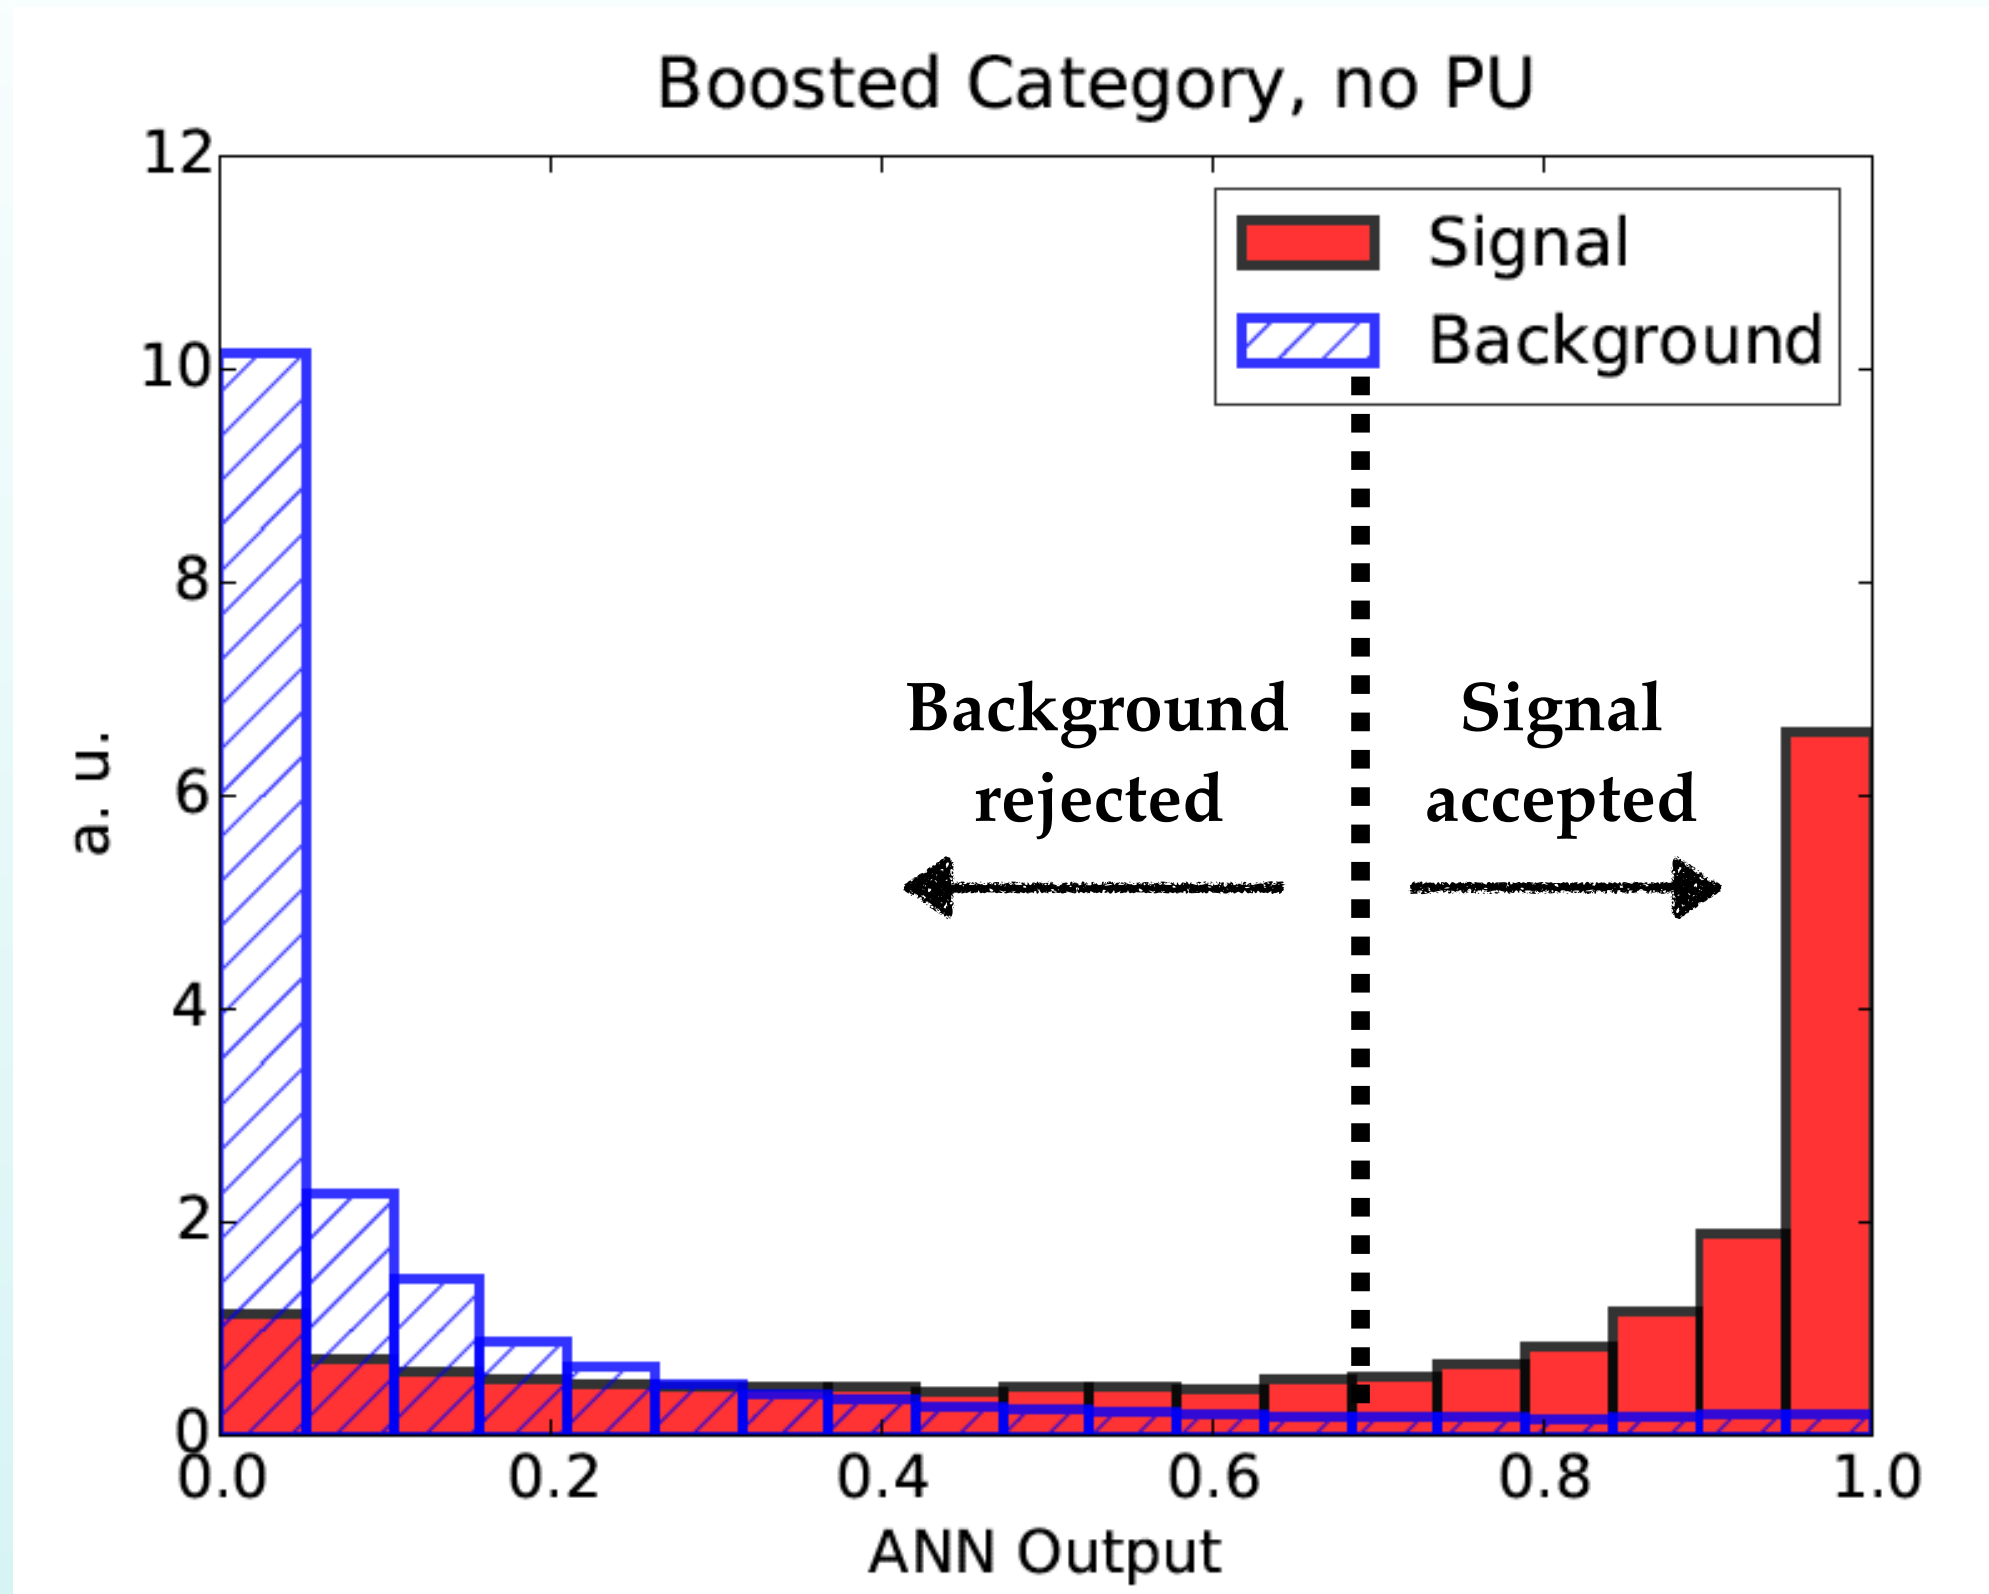 Boosted Category, no PU
12
10
8
6
4
2
0
a. u.
Signal
Background
Background
rejected
Signal
accepted
0.0 0.2 0.4 0.6 0.8 1.0
ANN Output